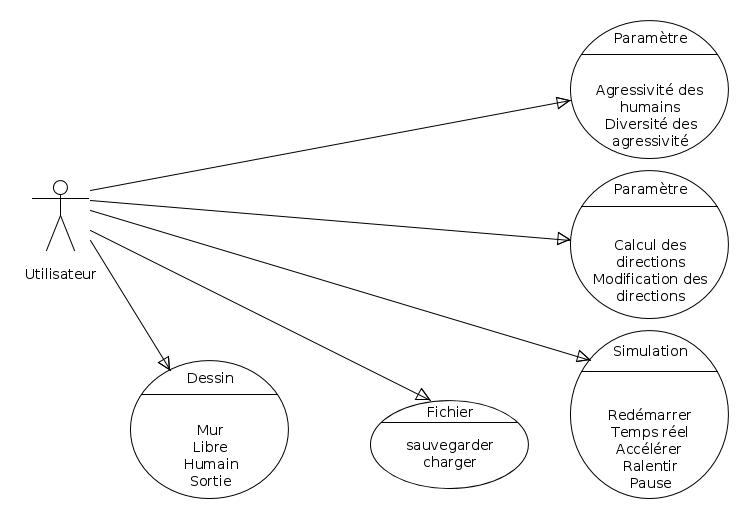 Paramètre
Agressivité des
humains
Diversité des
agressivité
Paramètre
Calcul des
directions
Modification des
directions
Utilisateur
Simulation
Redémarrer
Temps réel
Accélérer
Ralentir
Pause
Dessin
Mur
Libre
Humain
Sortie
Fichier
sauvegarder
charger